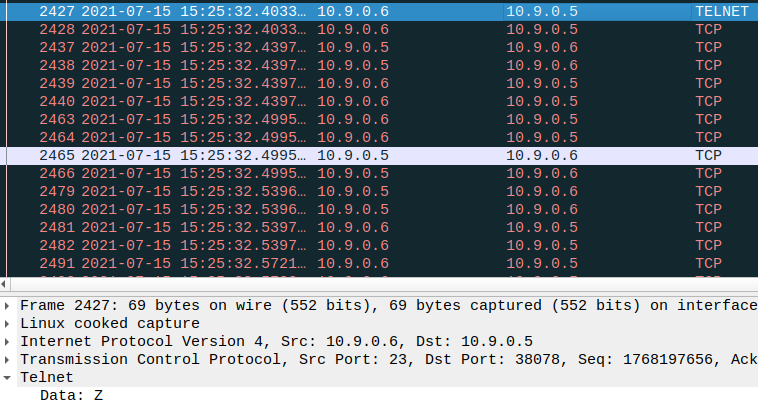 2427 2021-07-15 15:25:32.4033… 10.9.0.6 10.9.0.5 TELNET
2428 2021-07-15 15:25:32.4033… 10.9.0.6 10.9.0.5 TCP
2437 2021-07-15 15:25:32.4397… 10.9.0.5 10.9.0.6 TCP
2438 2021-07-15 15:25:32.4397… 10.9.0.5 10.9.0.6 TCP
2439 2021-07-15 15:25:32.4397… 10.9.0.6 10.9.0.5 TCP
2440 2021-07-15 15:25:32.4397… 10.9.0.6 10.9.0.5 TCP
2463 2021-07-15 15:25:32.4995… 10.9.0.6 10.9.0.5 TCP
2464 2021-07-15 15:25:32.4995… 10.9.0.6 10.9.0.5 TCP
2465 2021-07-15 15:25:32.4995… 10.9.0.5 10.9.0.6 TCP
2466 2021-07-15 15:25:32.4995… 10.9.0.5 10.9.0.6 TCP
2479 2021-07-15 15:25:32.5396… 10.9.0.5 10.9.0.6 TCP
2480 2021-07-15 15:25:32.5396… 10.9.0.5 10.9.0.6 TCP
2481 2021-07-15 15:25:32.5397… 10.9.0.6 10.9.0.5 TCP
2482 2021-07-15 15:25:32.5397… 10.9.0.6 10.9.0.5 TCP
2491 2021-07-15 15:25:32.5721… 10.9.0.6 10.9.0.5 TCP
Frame 2427: 69 bytes on wire (552 bits), 69 bytes captured (552 bits) on interface
Linux cooked capture
Internet Protocol Version 4, Src: 10.9.0.6, Dst: 10.9.0.5
Transmission Control Protocol, Src Port: 23, Dst Port: 38078, Seq: 1768197656, Ack
Telnet
Data: Z